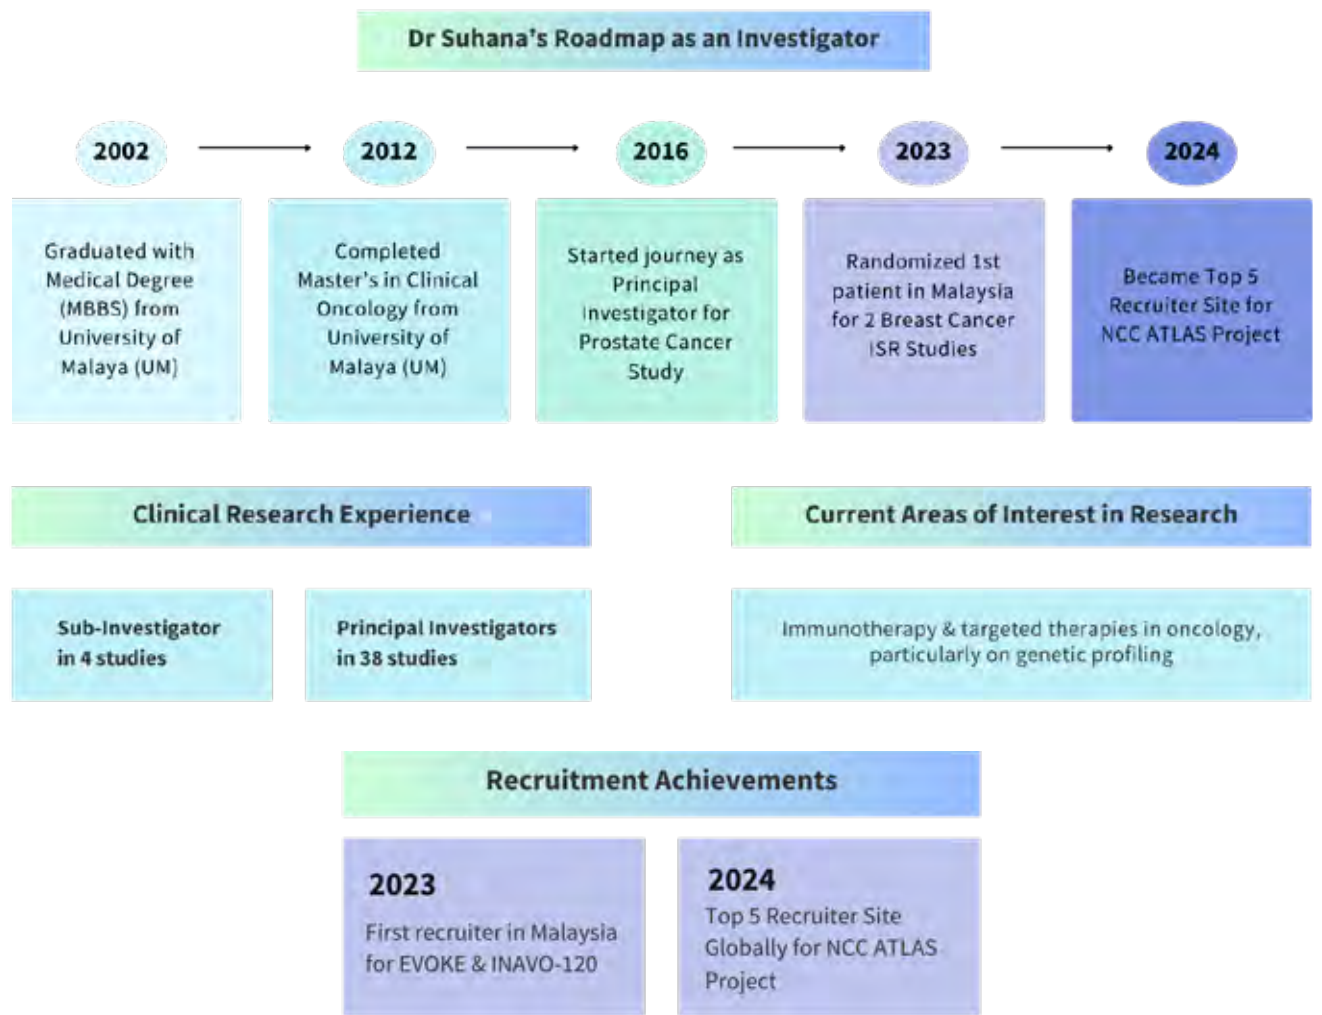 Dr Suhana's Roadmap as an Investigator
2002
2012
2016
2023
2024
Graduated with
Medical Degree
(MBBS) from
University of
Malaya (UM)
Completed
Master's in Clinical
Oncology from
University of
Malaya (UM)
Started journey as
Principal
Investigator for
Prostate Cancer
Study
Randomized 1st
patient in Malaysia
for 2 Breast Cancer
ISR Studies
Became Top 5
Recruiter Site for
NCC ATLAS Project
Clinical Research Experience
Sub-Investigator
in 4 studies
Principal Investigators
in 38 studies
Current Areas of Interest in Research
Immunotherapy & targeted therapies in oncology,
particularly on genetic profiling
Recruitment Achievements
2023
First recruiter in Malaysia
for EVOKE & INAVO-120
2024
Top 5 Recruiter Site
Globally for NCC ATLAS
Project